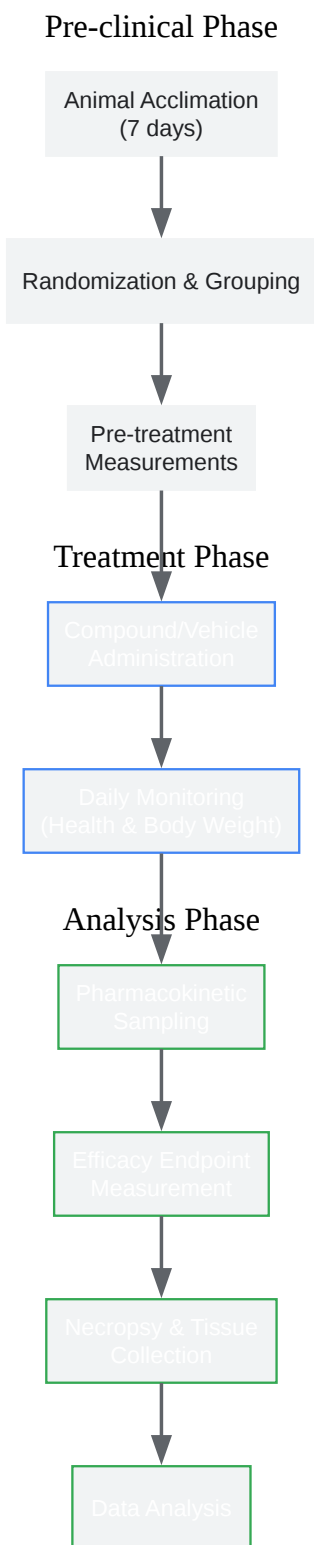 Pre-clinical Phase
Animal Acclimation
(7 days)
Randomization & Grouping
Pre-treatment
Measurements
Treatment Phase
Compound/Vehicle
Administration
Daily Monitoring
(Health & Body Weight)
Analysis Phase
Pharmacokinetic
Sampling
Efficacy Endpoint
Measurement
Necropsy & Tissue
Collection
Data Analysis